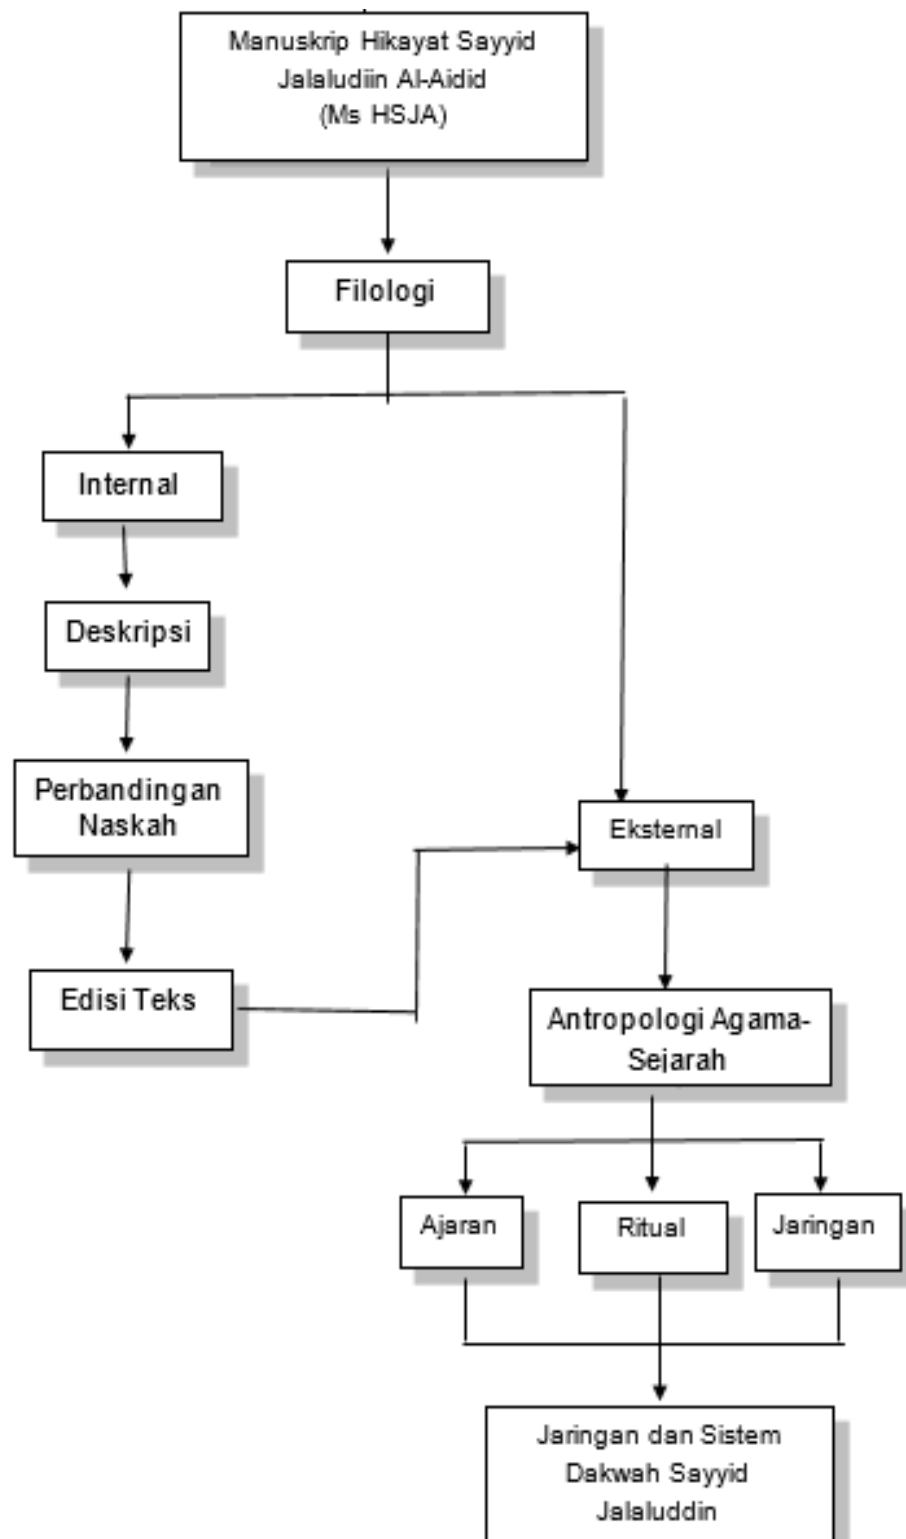 Manuskrip Hikayat Sayyid
Jalaludiin Al-Aidid
(Ms HSJA)
Filologi
Internal
Deskripsi
Perbandingan
Naskah
Edisi Teks
Eksternal
Antropologi Agama-
Sejarah
Ajaran
Ritual
Jaringan
Jaringan dan Sistem
Dakwah Sayyid
Jalaluddin